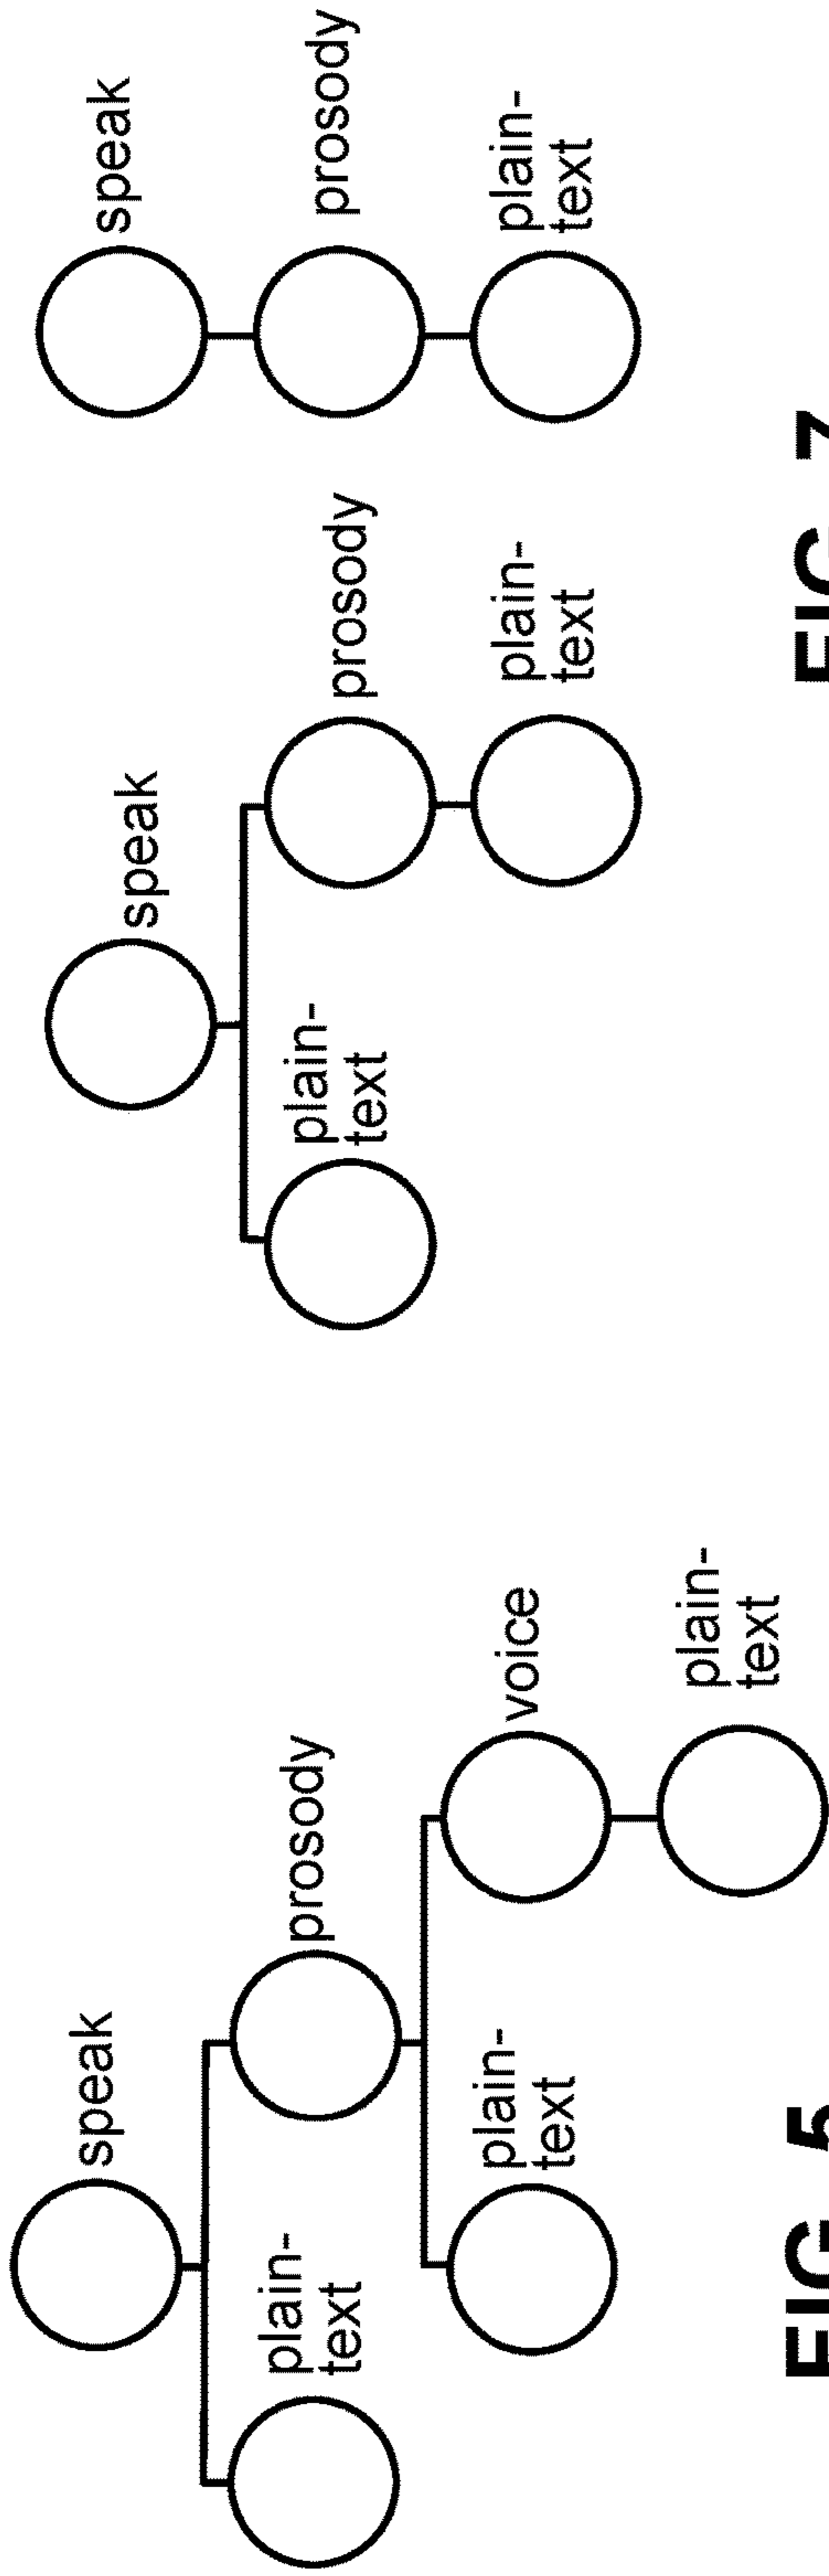 speak
plain-
text
prosody
plain-
text
voice
plain-
text
FIG 5
speak
plain-
text
prosody
plain-
text
speak
prosody
plain-
text
FIG 7